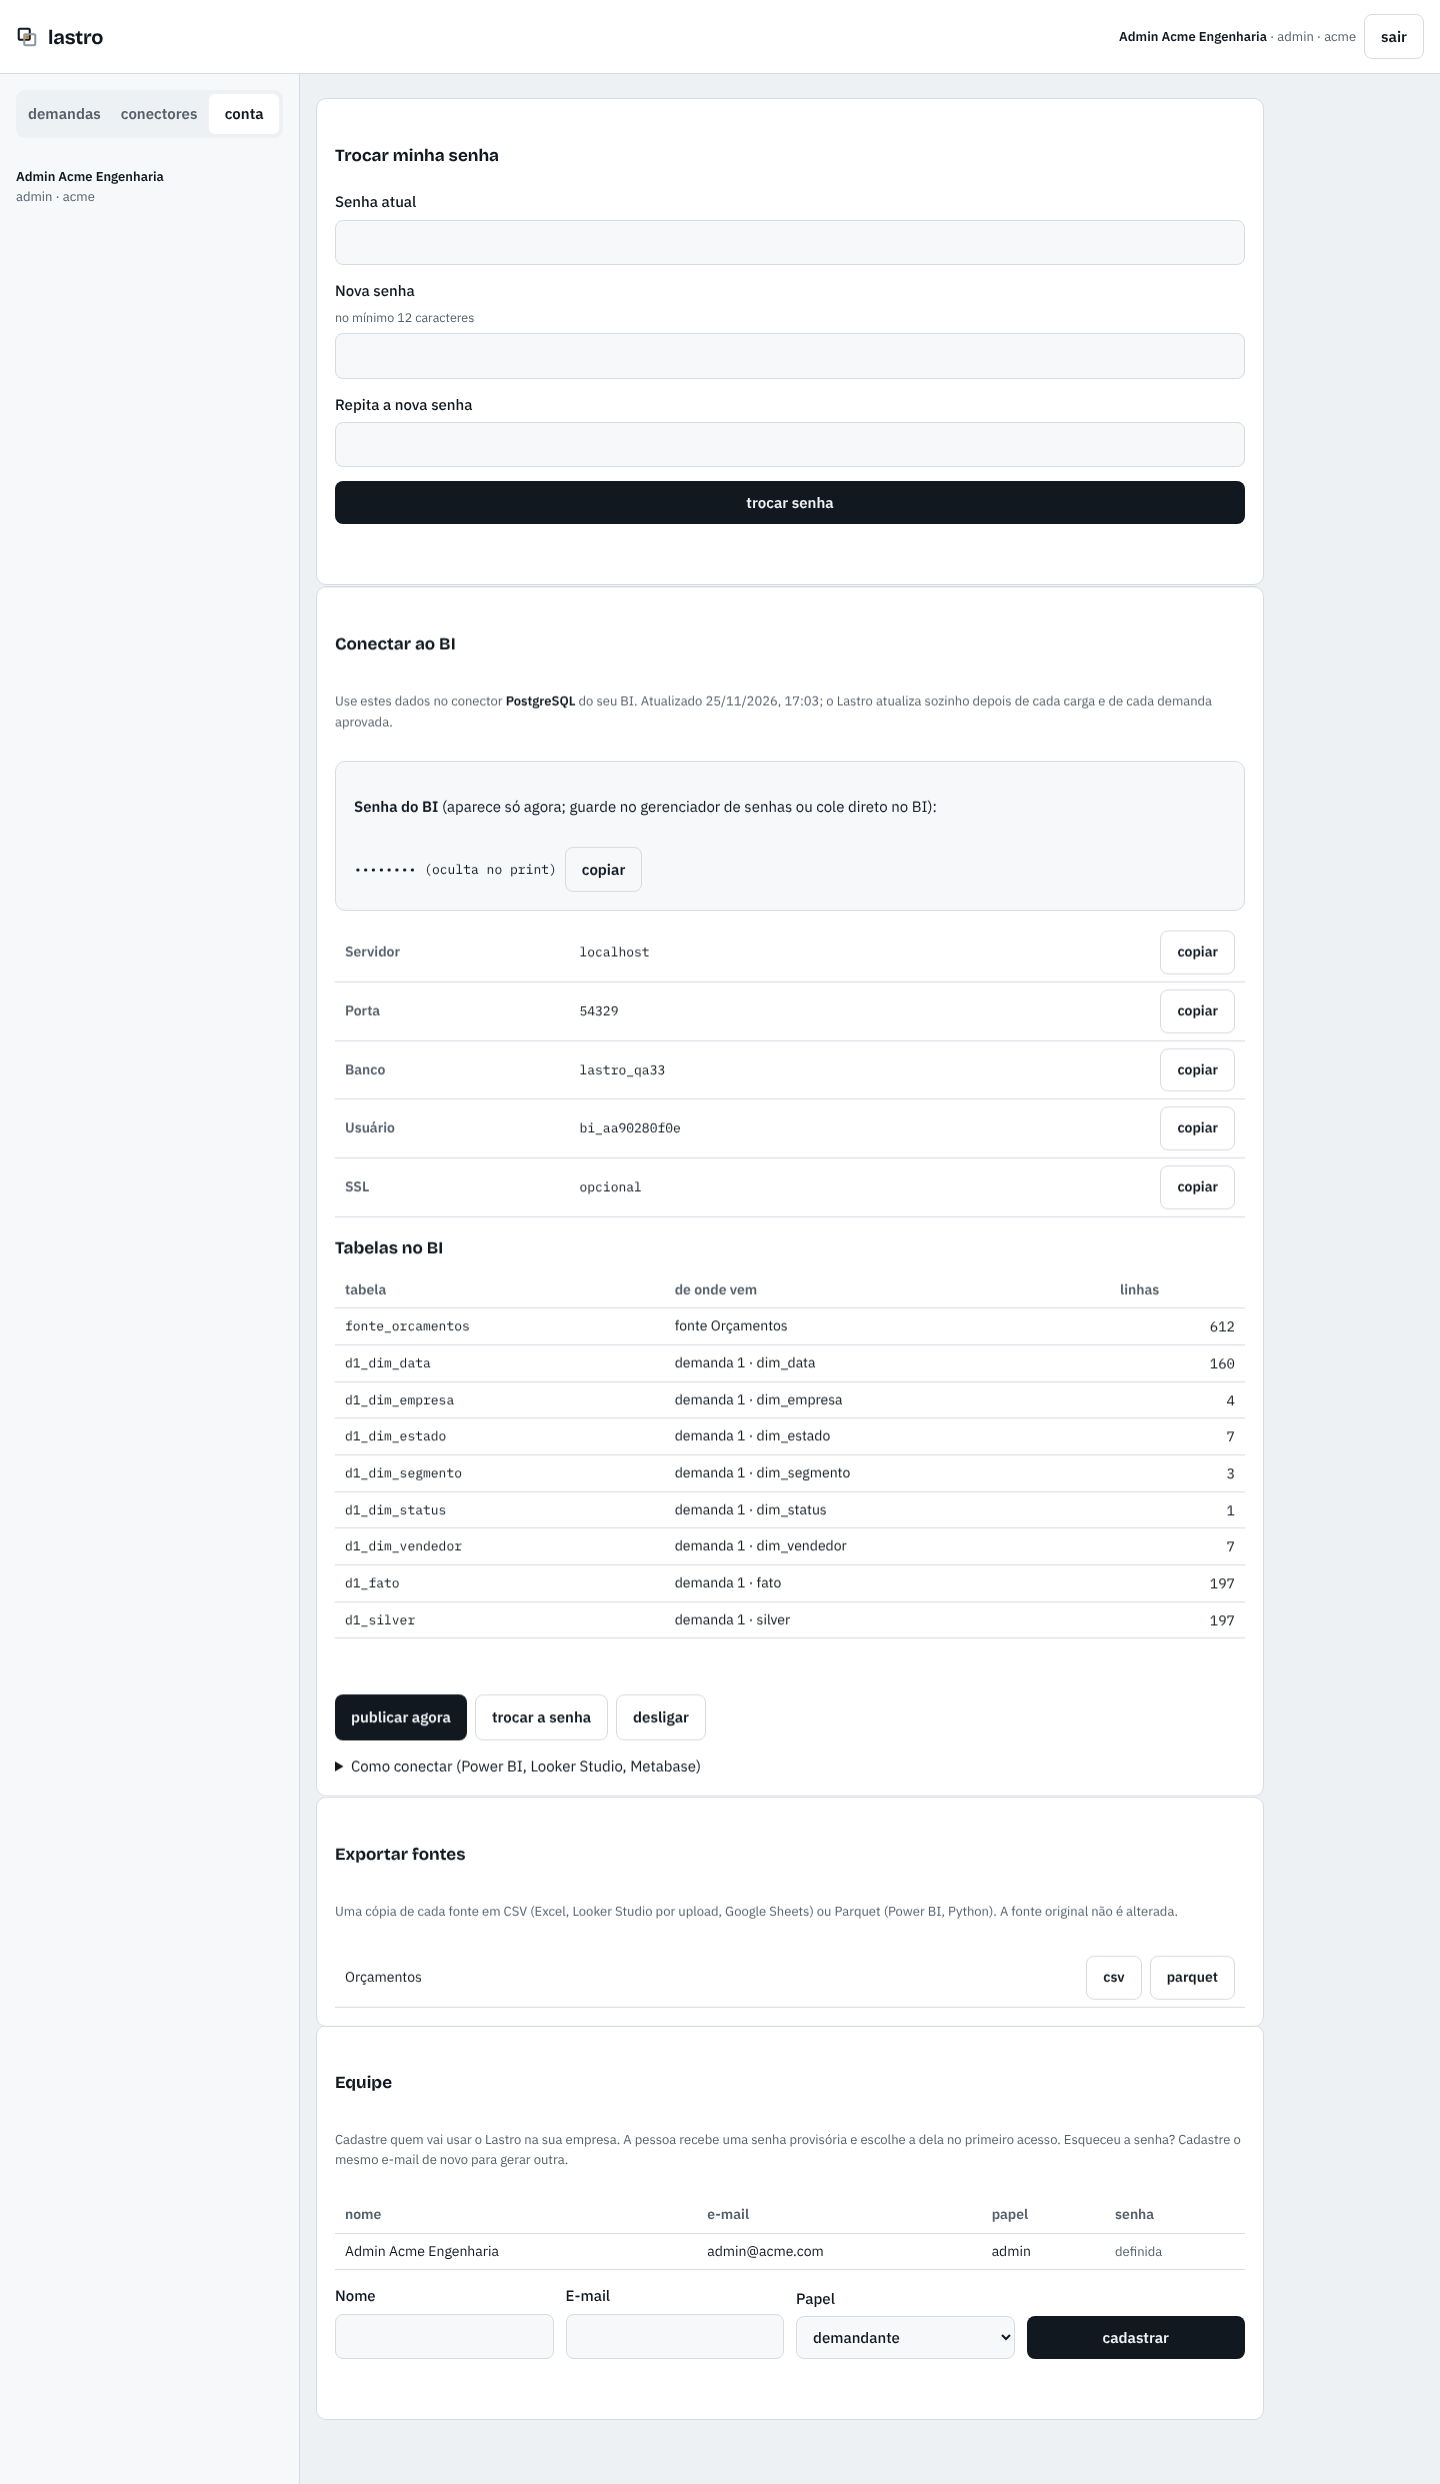 lastro
Admin Acme Engenharia · admin · acme
sair
demandas
conectores
conta
Admin Acme Engenharia
admin · acme
Trocar minha senha
Senha atual
Nova senha
no mínimo 12 caracteres
Repita a nova senha
trocar senha
Conectar ao BI
Use estes dados no conector PostgreSQL do seu BI. Atualizado 25/11/2026, 17:03; o Lastro atualiza sozinho depois de cada carga e de cada demanda
aprovada.
Senha do BI (aparece só agora; guarde no gerenciador de senhas ou cole direto no BI):
•••••••• (oculta no print) copiar
Servidor localhost copiar
Porta 54329 copiar
Banco lastro_qa33 copiar
Usuário bi_aa90280f0e copiar
SSL opcional copiar
Tabelas no BI
tabela de onde vem linhas
fonte_orcamentos fonte Orçamentos 612
d1_dim_data demanda 1 · dim_data 160
d1_dim_empresa demanda 1 · dim_empresa 4
d1_dim_estado demanda 1 · dim_estado 7
d1_dim_segmento demanda 1 · dim_segmento 3
d1_dim_status demanda 1 · dim_status 1
d1_dim_vendedor demanda 1 · dim_vendedor 7
d1_fato demanda 1 · fato 197
d1_silver demanda 1 · silver 197
publicar agora trocar a senha desligar
Como conectar (Power BI, Looker Studio, Metabase)
Exportar fontes
Uma cópia de cada fonte em CSV (Excel, Looker Studio por upload, Google Sheets) ou Parquet (Power BI, Python). A fonte original não é alterada.
Orçamentos csv parquet
Equipe
Cadastre quem vai usar o Lastro na sua empresa. A pessoa recebe uma senha provisória e escolhe a dela no primeiro acesso. Esqueceu a senha? Cadastre o
mesmo e-mail de novo para gerar outra.
nome e-mail papel senha
Admin Acme Engenharia admin@acme.com admin definida
Nome E-mail Papel
demandante cadastrar